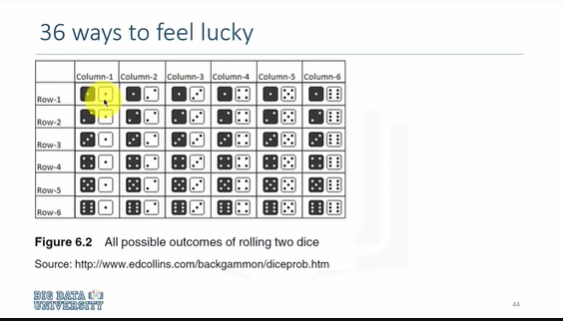 36 ways to feel lucky
Column-1 Column-2 Column-3 Column-4 Column-5 Column-6
Row-1
Row-2
Row-3
Row-4
Row-5
Row-6
Figure 6.2 All possible outcomes of rolling two dice
Source: http://www.edcollins.com/backgammon/diceprob.htm
BIG DATA
UNIVERSITY
44